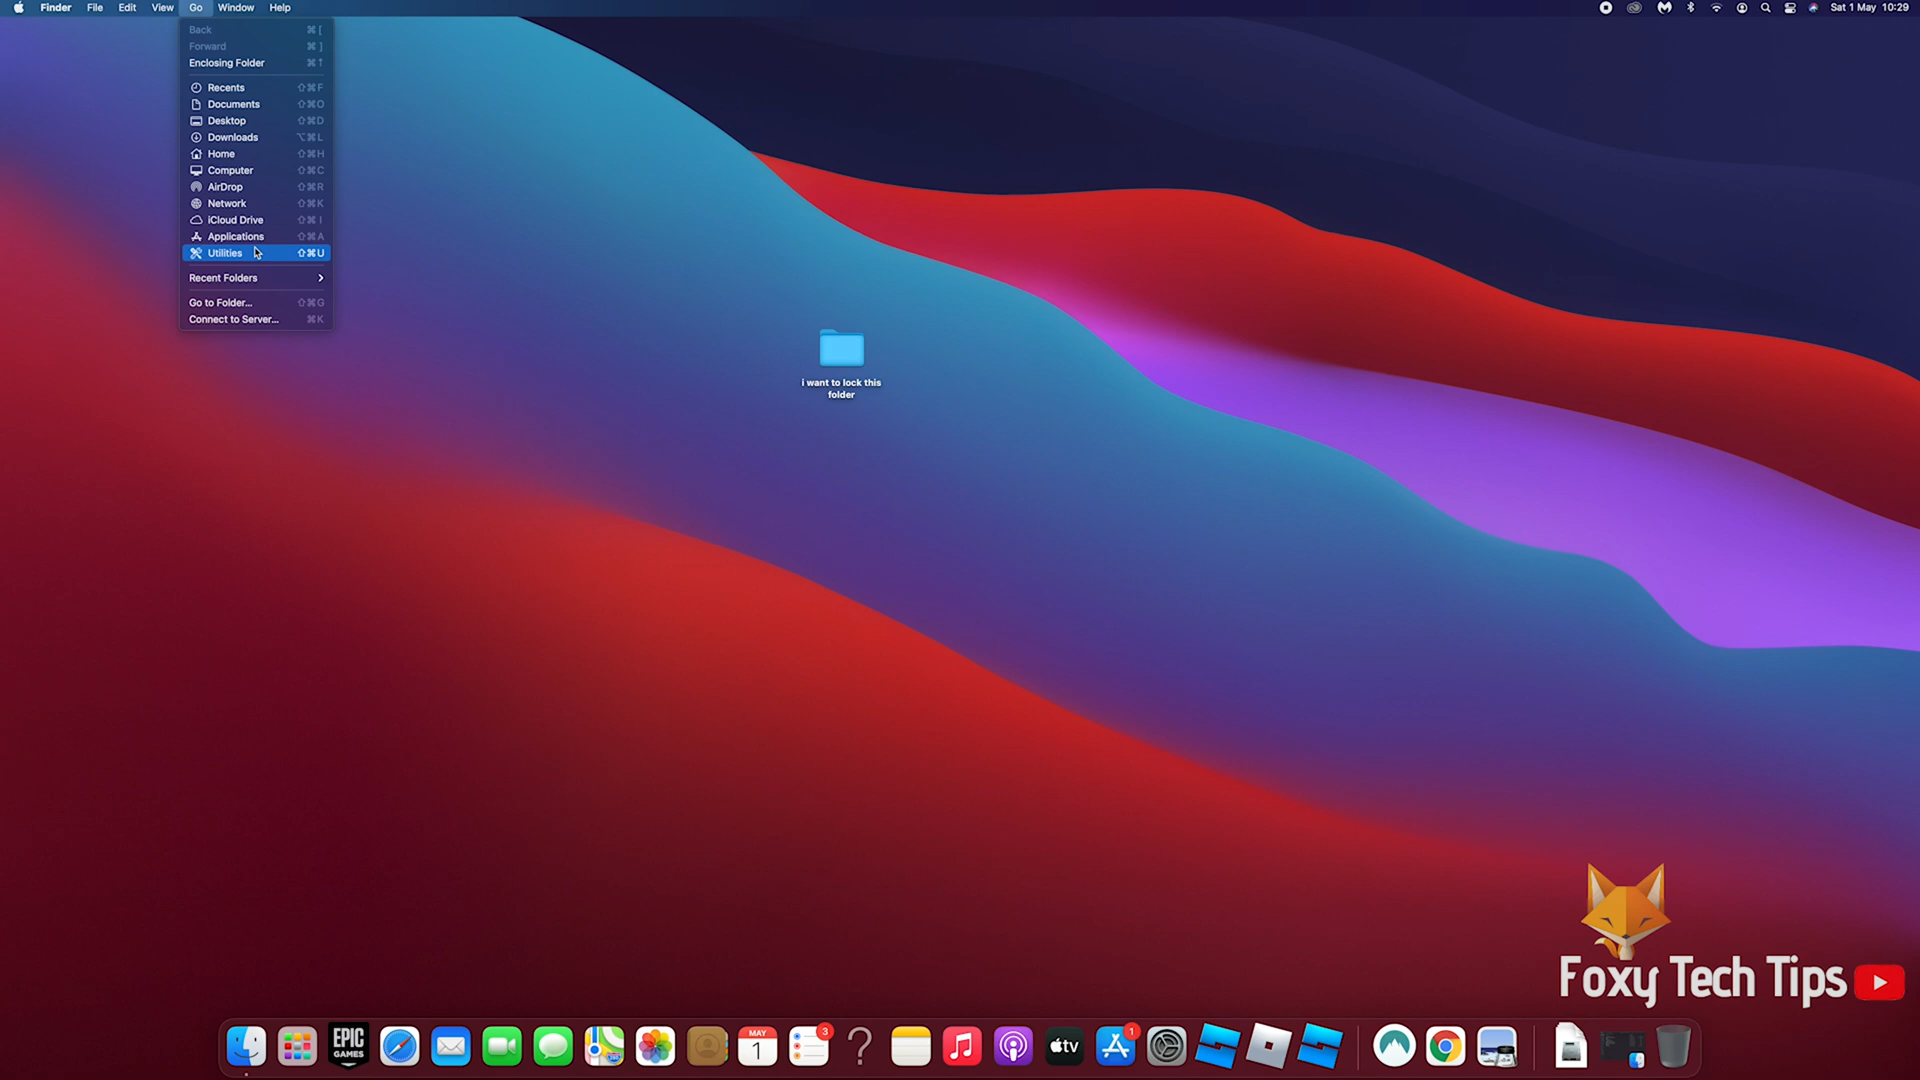 Finder File Edit View Go Window Help
Sat 1 May 10:29
Back ⌘ [
Forward ⌘ ]
Enclosing Folder ⌘↑
Recents ⇧⌘F
Documents ⇧⌘O
Desktop ⇧⌘D
Downloads ⌥⌘L
Home ⇧⌘H
Computer ⇧⌘C
AirDrop ⇧⌘R
Network ⇧⌘K
iCloud Drive ⇧⌘I
Applications ⇧⌘A
Utilities ⇧⌘U
Recent Folders
Go to Folder... ⇧⌘G
Connect to Server... ⌘K
i want to lock this
folder
Foxy Tech Tips
EPIC
GAMES
MAY
1
3
?
tv
1